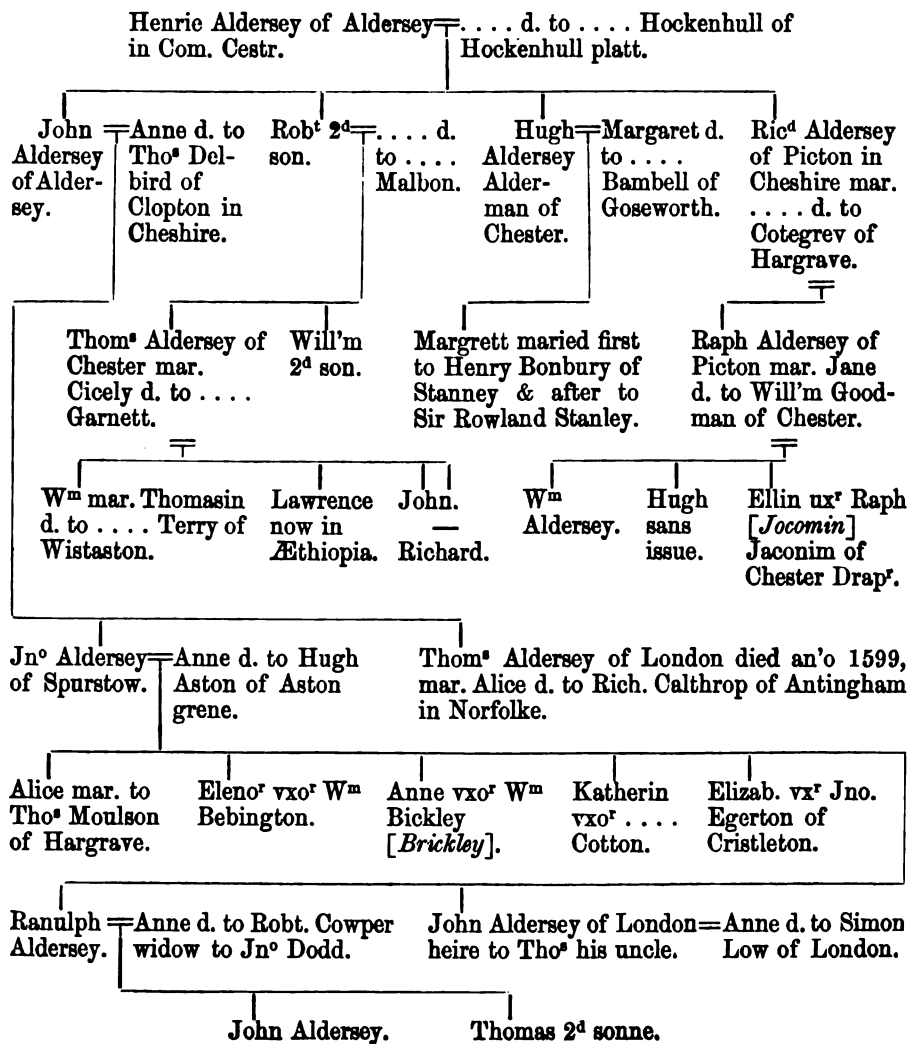 Henric Aldersey of Aldersey=. . . . d. to . . . . Hockenhull of
in Com. Cestr. Hockenhull platt.
John = Anne d. to Robᵗ 2ᵈ=. . . . d. Hugh=Margaret d. Ricᵈ Aldersey
Aldersey Thoˢ Del- son. to . . . . Aldersey to . . . . of Picton in
of Alder- bird of Malbon. Alder- Bambell of Cheshire mar.
sey. Clopton in man of Goseworth. . . . . d. to
Cheshire. Chester. Cotegrev of
Hargrave.
Thomˢ Aldersey of Will'm Margrett maried first Raph Aldersey of
Chester mar. 2ᵈ son. to Henry Bonbury of Picton mar. Jane
Cicely d. to . . . . Stanney & after to d. to Will'm Good-
Garnett. Sir Rowland Stanley. man of Chester.
Wᵐ mar. Thomasin Lawrence John. Wᵐ Hugh Ellin uxʳ Raph
d. to . . . . Terry of now in — Aldersey. sans [Jocomin]
Wistaston. Æthiopia. Richard. issue. Jaconim of
Chester Drapʳ.
Jnᵒ Aldersey=Anne d. to Hugh Thomˢ Aldersey of London died an'o 1599,
of Spurstow. Aston of Aston mar. Alice d. to Rich. Calthrop of Antingham
grene. in Norfolke.
Alice mar. to Elenoʳ vxoʳ Wᵐ Anne vxoʳ Wᵐ Katherin Elizab. vxʳ Jno.
Thoˢ Moulson Bebington. Bickley vxoʳ . . . . Egerton of
of Hargrave. [Brickley]. Cotton. Cristleton.
Ranulph =Anne d. to Robt. Cowper John Aldersey of London=Anne d. to Simon
Aldersey. widow to Jnᵒ Dodd. heire to Thoˢ his uncle. Low of London.
John Aldersey. Thomas 2ᵈ sonne.